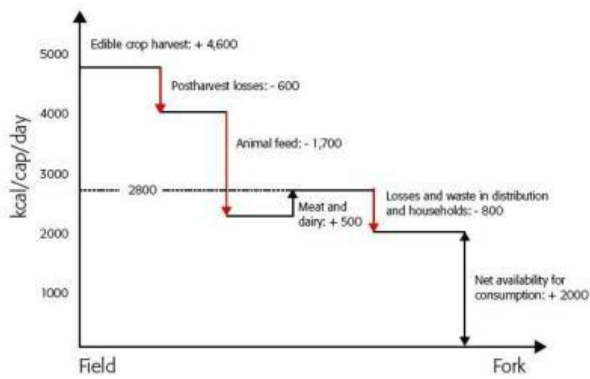 Edible crop harvest: + 4,600
5000
Postharvest losses: - 600
4000
Animal feed: - 1,700
3000
2800
Meat and
dairy: + 500
Losses and waste in distribution
and households: - 800
2000
Net availability for
consumption: + 2000
1000
kcal/cap/day
Field
Fork